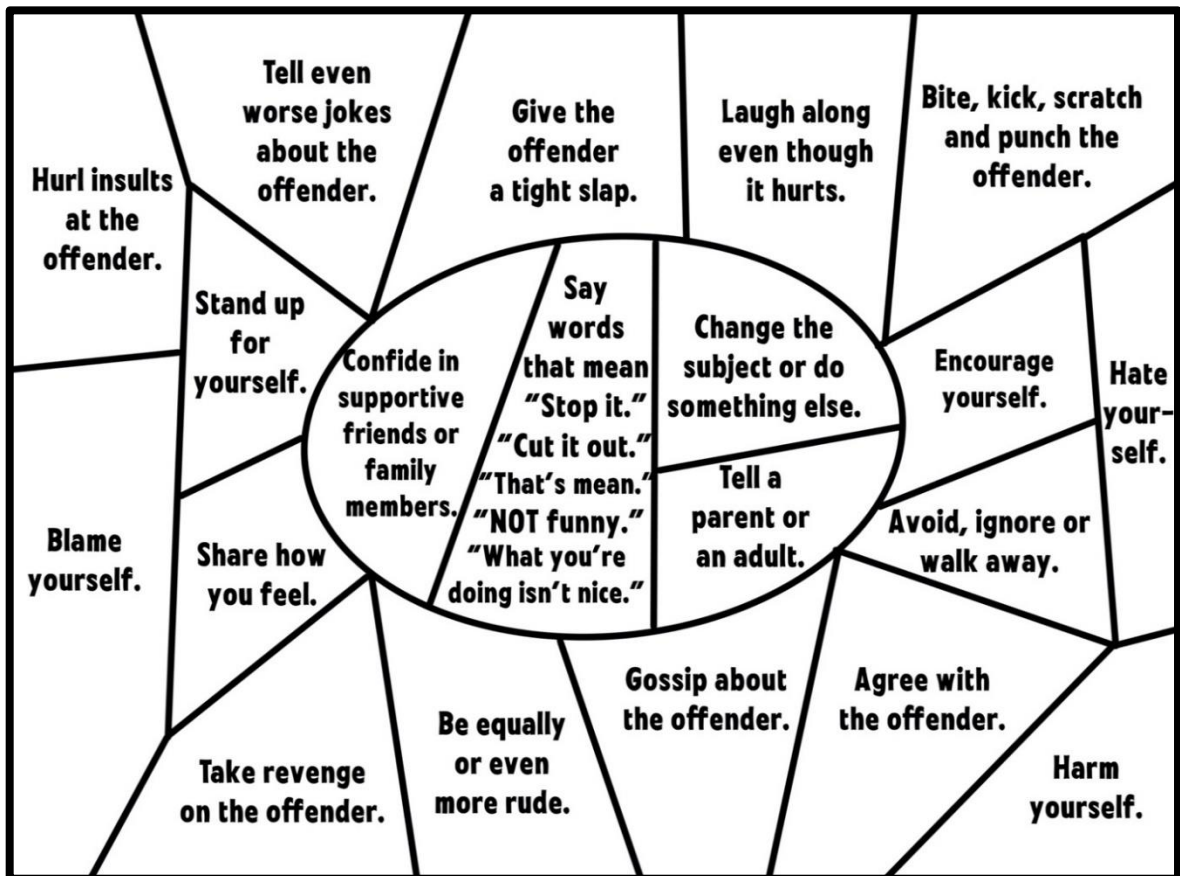 Tell even
worse jokes
about the
offender.
Give the
offender
a tight slap.
Laugh along
even though
it hurts.
Bite, kick, scratch
and punch the
offender.
Hurl insults
at the
offender.
Stand up
for
yourself.
Confide in
supportive
friends or
family
members.
Say
words
that mean
"Stop it."
"Cut it out."
"That's mean."
"NOT funny."
"What you're
doing isn't nice."
Change the
subject or do
something else.
Encourage
yourself.
Hate
your-
self.
Blame
yourself.
Share how
you feel.
Tell a
parent or
an adult.
Avoid, ignore or
walk away.
Take revenge
on the offender.
Be equally
or even
more rude.
Gossip about
the offender.
Agree with
the offender.
Harm
yourself.